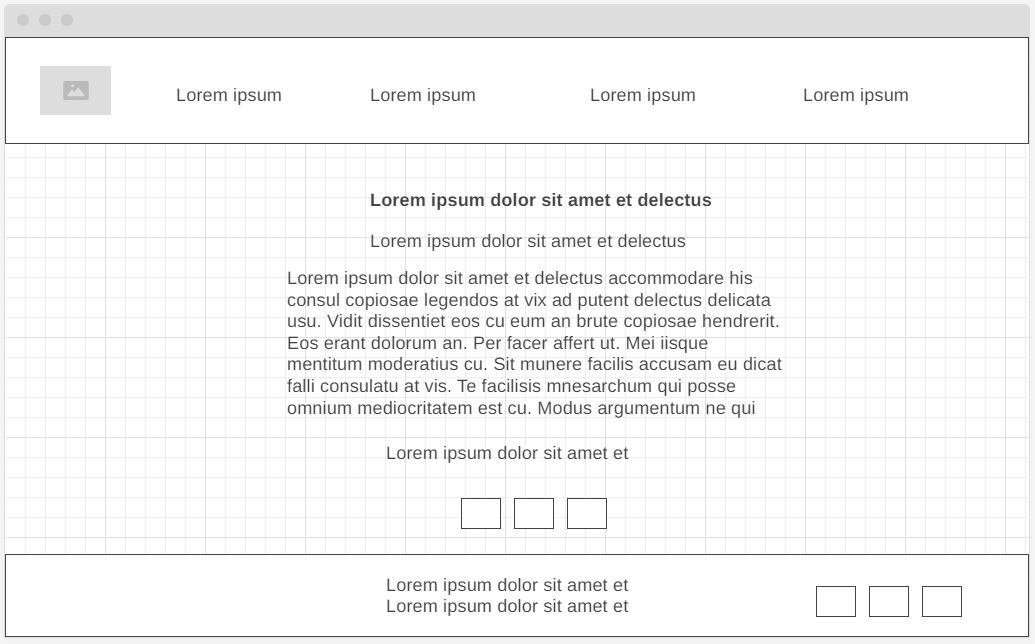 Lorem ipsum
Lorem ipsum
Lorem ipsum
Lorem ipsum
Lorem ipsum dolor sit amet et delectus
Lorem ipsum dolor sit amet et delectus
Lorem ipsum dolor sit amet et delectus accommodare his
consul copiosae legendos at vix ad putent delectus delicata
usu. Vidit dissentiet eos cu eum an brute copiosae hendrerit.
Eos erant dolorum an. Per facer affert ut. Mei iisque
mentitum moderatius cu. Sit munere facilis accusam eu dicat
falli consulatu at vis. Te facilisis mnesarchum qui posse
omnium mediocritatem est cu. Modus argumentum ne qui
Lorem ipsum dolor sit amet et
Lorem ipsum dolor sit amet et
Lorem ipsum dolor sit amet et